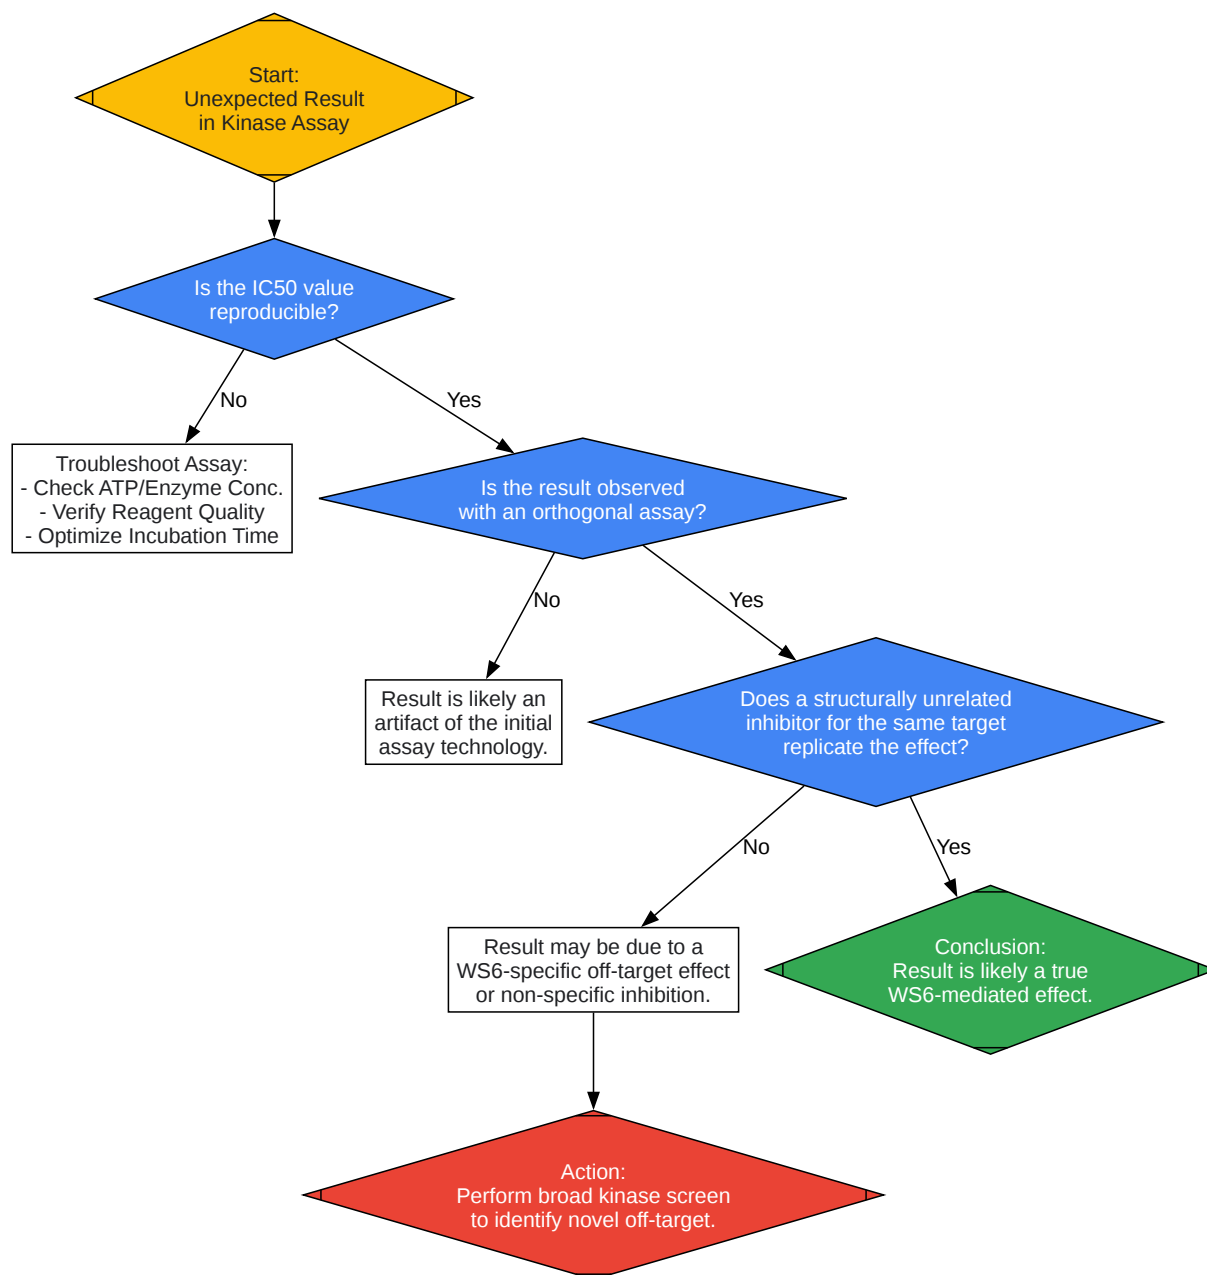 Start:
Unexpected Result
in Kinase Assay
Is the IC50 value
reproducible?
No
Yes
Troubleshoot Assay:
- Check ATP/Enzyme Conc.
- Verify Reagent Quality
- Optimize Incubation Time
Is the result observed
with an orthogonal assay?
No
Yes
Result is likely an
artifact of the initial
assay technology.
Does a structurally unrelated
inhibitor for the same target
replicate the effect?
No
Yes
Result may be due to a
WS6-specific off-target effect
or non-specific inhibition.
Conclusion:
Result is likely a true
WS6-mediated effect.
Action:
Perform broad kinase screen
to identify novel off-target.